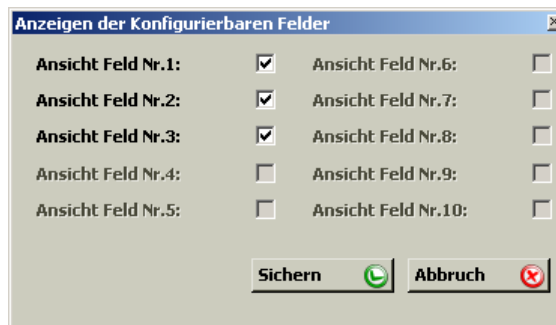 Anzeigen der Konfigurierbaren Felder
Ansicht Feld Nr.1:
Ansicht Feld Nr.2:
Ansicht Feld Nr.3:
Ansicht Feld Nr.4:
Ansicht Feld Nr.5:
Ansicht Feld Nr.6:
Ansicht Feld Nr.7:
Ansicht Feld Nr.8:
Ansicht Feld Nr.9:
Ansicht Feld Nr.10:
Sichern
Abbruch